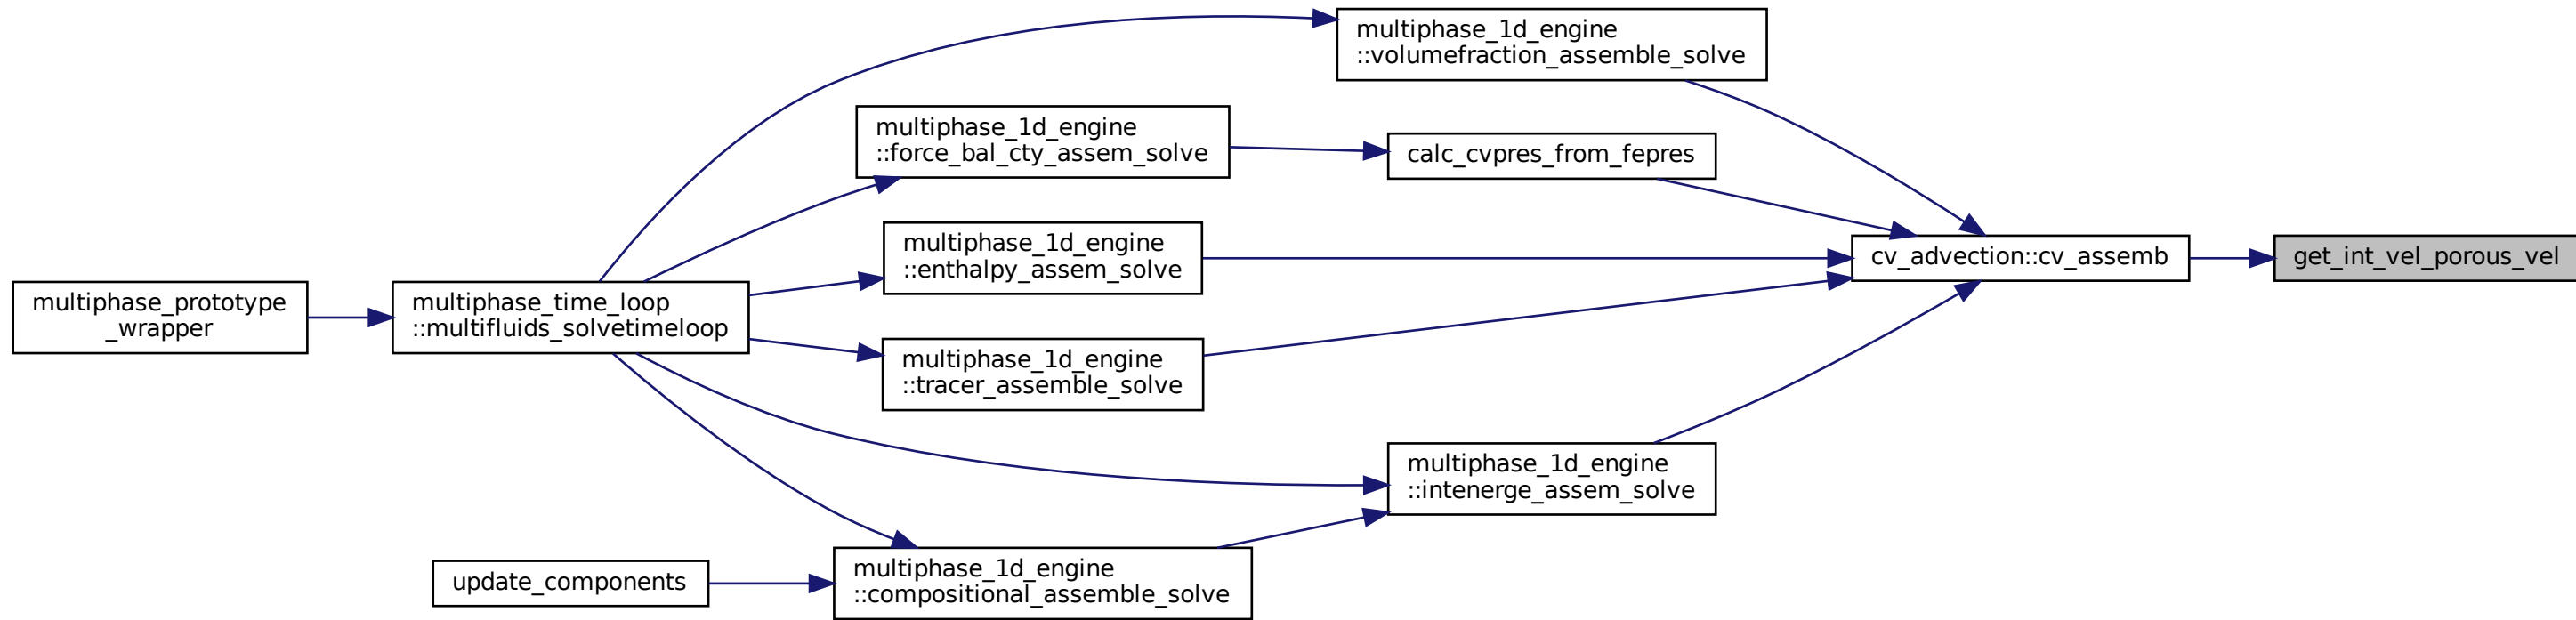 multiphase_1d_engine
::volumefraction_assemble_solve
multiphase_1d_engine
::force_bal_cty_assem_solve
calc_cvpres_from_fepres
multiphase_1d_engine
::enthalpy_assem_solve
cv_advection::cv_assemb
get_int_vel_porous_vel
multiphase_prototype
_wrapper
multiphase_time_loop
::multifluids_solvetimeloop
multiphase_1d_engine
::tracer_assemble_solve
multiphase_1d_engine
::intenerge_assem_solve
update_components
multiphase_1d_engine
::compositional_assemble_solve